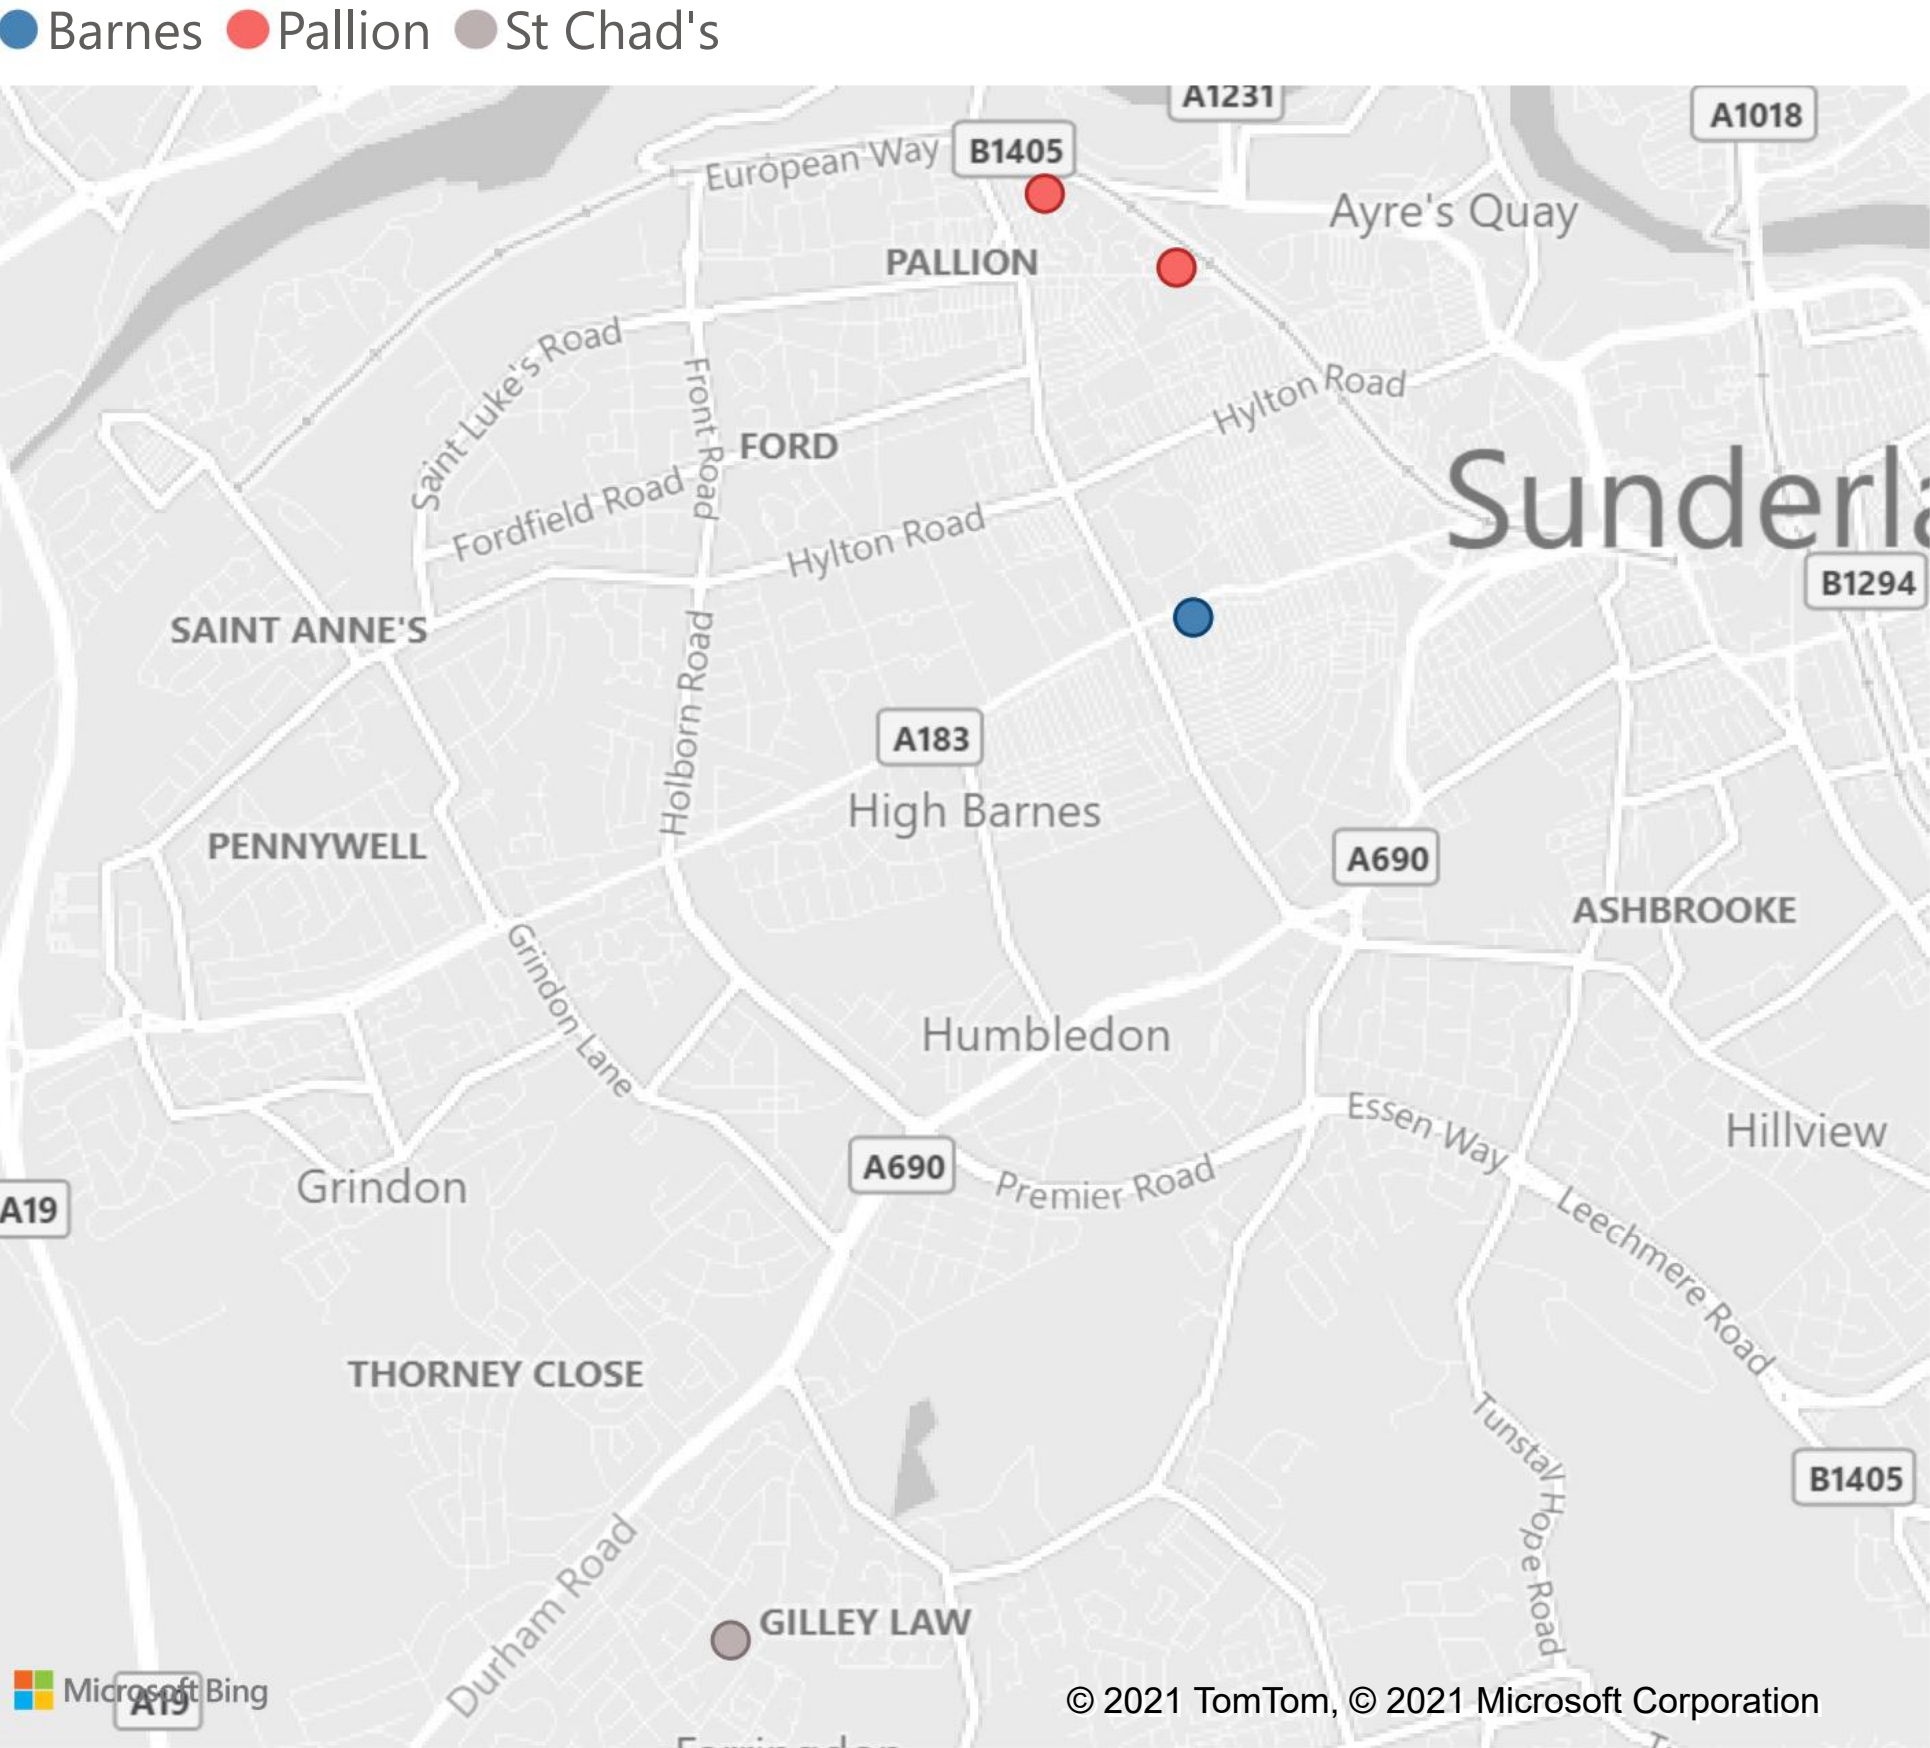 Barnes Pallion St Chad's
A1231
A1018
B1405
European Way
Ayre's Quay
PALLION
Saint Luke's Road
Front Road
Hylton Road
FORD
Fordfield Road
Sunderla
Hylton Road
B1294
SAINT ANNE'S
Holborn Road
A183
High Barnes
PENNYWELL
A690
ASHBROOKE
Grindon Lane
Humbledon
Essen Way
Hillview
A690
Premier Road
Grindon
A19
Leechmere Road
THORNEY CLOSE
Tunstall Hope Road
B1405
Durham Road
GILLEY LAW
Microsoft Bing
A19
© 2021 TomTom, © 2021 Microsoft Corporation